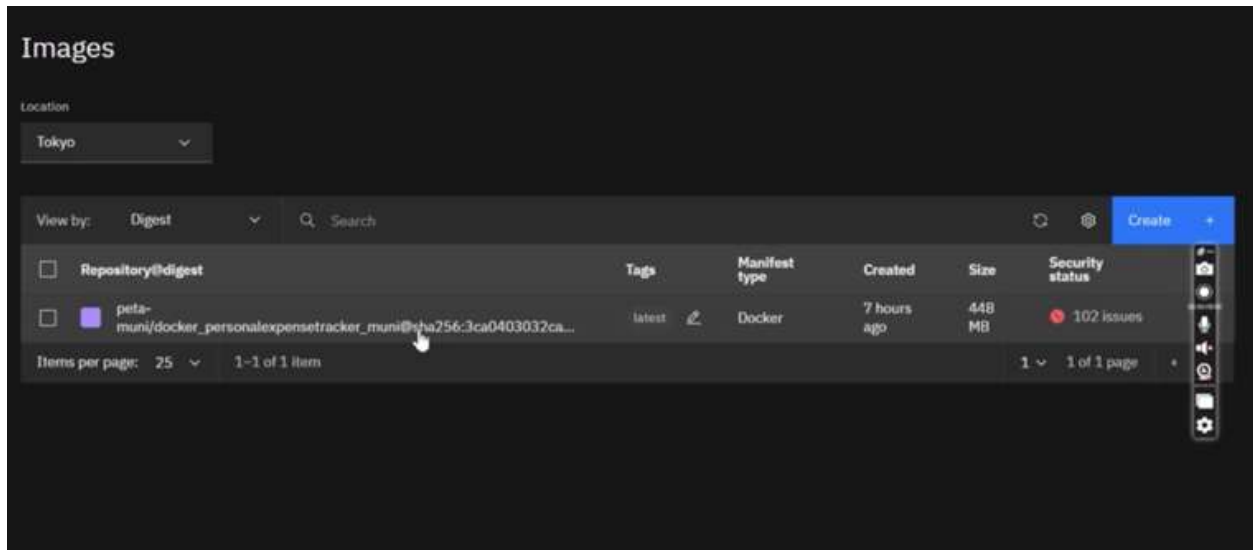 Images
Location
Tokyo
View by: Digest Search Create +
Repository@digest Tags Manifest type Created Size Security status
peta-
muni/docker_personalexpensetracker_muni@sha256:3ca0403032ca... latest Docker 7 hours ago 448 MB 102 issues
Items per page: 25 1–1 of 1 item 1 1 of 1 page